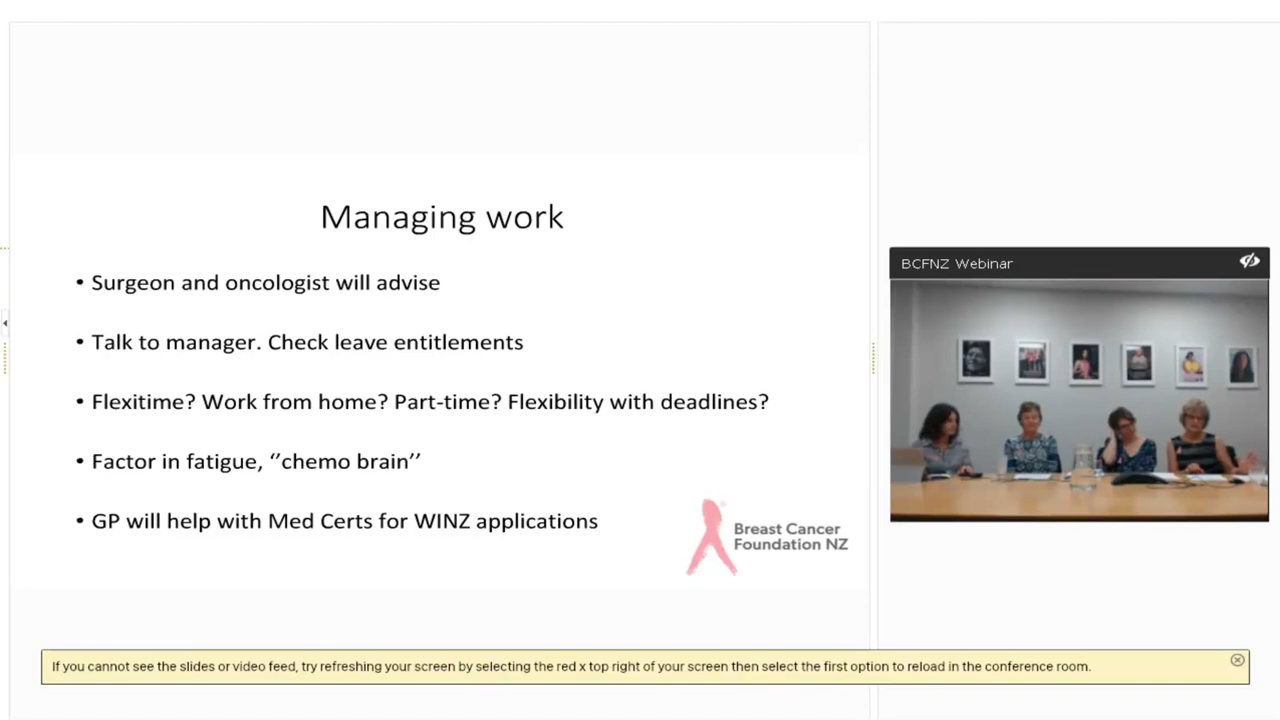 Managing work
• Surgeon and oncologist will advise
• Talk to manager. Check leave entitlements
• Flexitime? Work from home? Part-time? Flexibility with deadlines?
• Factor in fatigue, ‘’chemo brain’’
• GP will help with Med Certs for WINZ applications
Breast Cancer
Foundation NZ
BCFNZ Webinar
If you cannot see the slides or video feed, try refreshing your screen by selecting the red x top right of your screen then select the first option to reload in the conference room.